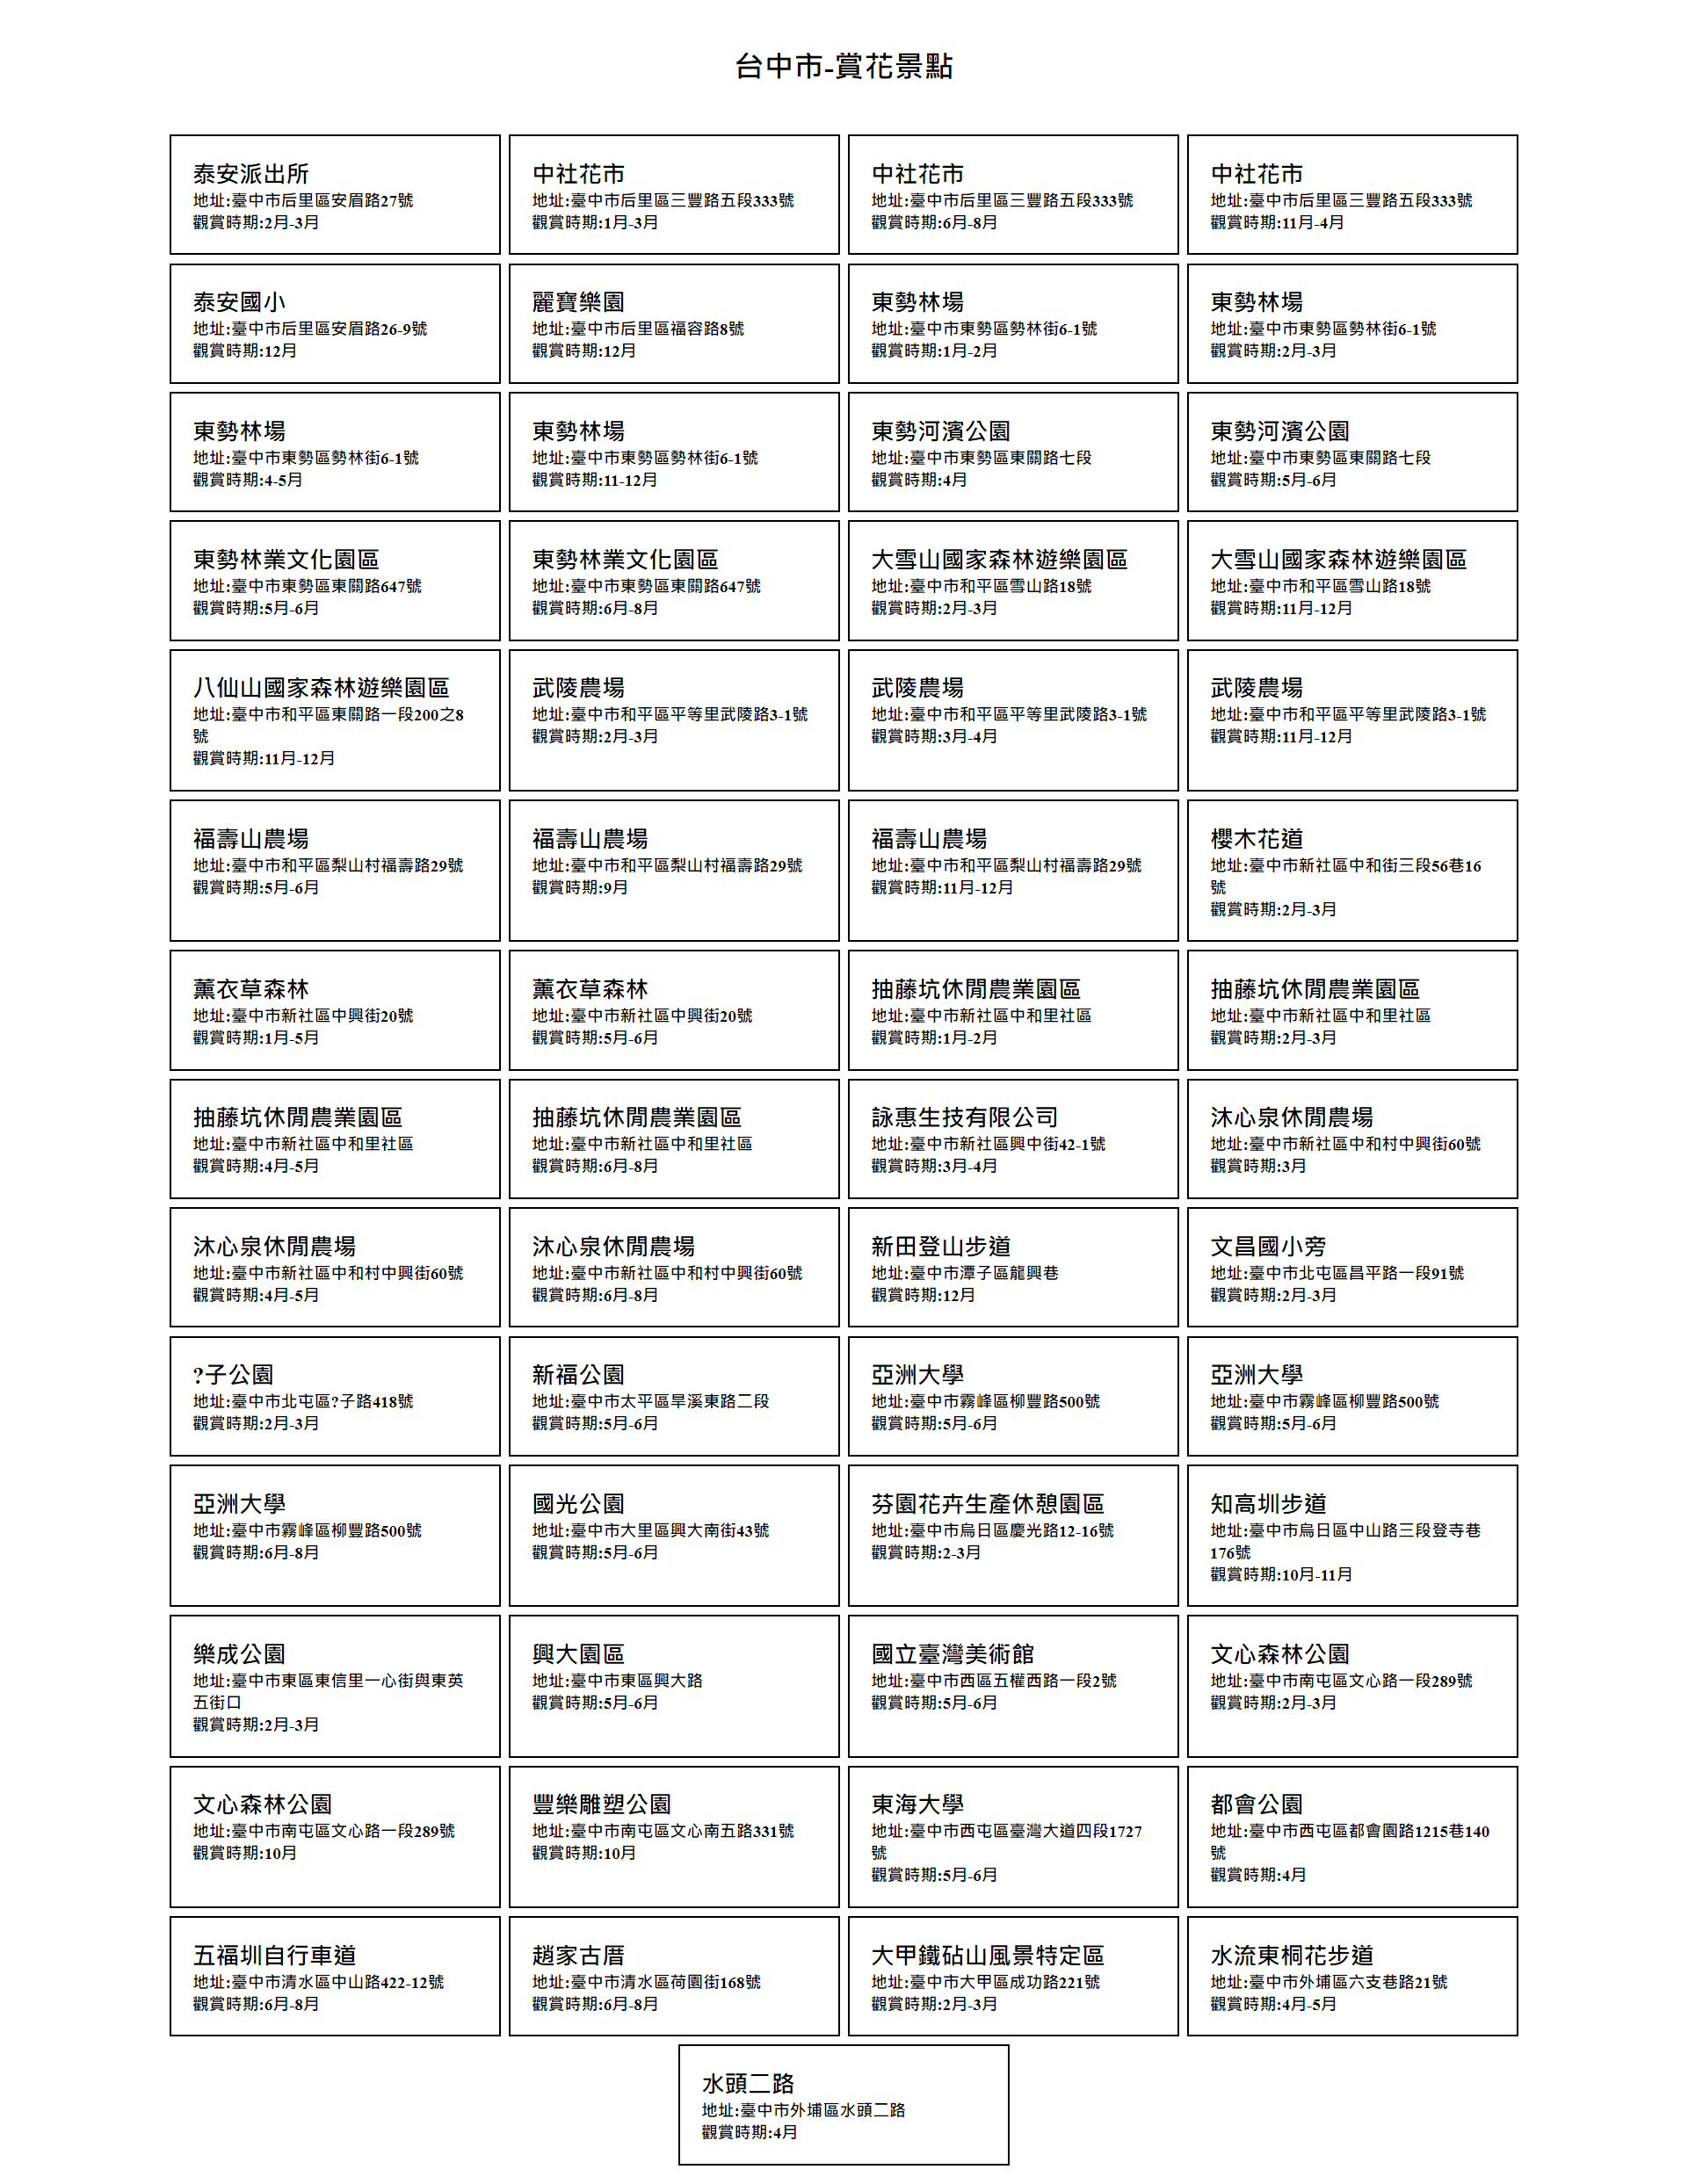 台中市-賞花景點
泰安派出所
地址:臺中市后里區安眉路27號
觀賞時期:2月-3月
中社花市
地址:臺中市后里區三豐路五段333號
觀賞時期:1月-3月
中社花市
地址:臺中市后里區三豐路五段333號
觀賞時期:6月-8月
中社花市
地址:臺中市后里區三豐路五段333號
觀賞時期:11月-4月
泰安國小
地址:臺中市后里區安眉路26-9號
觀賞時期:12月
麗寶樂園
地址:臺中市后里區福容路8號
觀賞時期:12月
東勢林場
地址:臺中市東勢區勢林街6-1號
觀賞時期:1月-2月
東勢林場
地址:臺中市東勢區勢林街6-1號
觀賞時期:2月-3月
東勢林場
地址:臺中市東勢區勢林街6-1號
觀賞時期:4-5月
東勢林場
地址:臺中市東勢區勢林街6-1號
觀賞時期:11-12月
東勢河濱公園
地址:臺中市東勢區東關路七段
觀賞時期:4月
東勢河濱公園
地址:臺中市東勢區東關路七段
觀賞時期:5月-6月
東勢林業文化園區
地址:臺中市東勢區東關路647號
觀賞時期:5月-6月
東勢林業文化園區
地址:臺中市東勢區東關路647號
觀賞時期:6月-8月
大雪山國家森林遊樂園區
地址:臺中市和平區雪山路18號
觀賞時期:2月-3月
大雪山國家森林遊樂園區
地址:臺中市和平區雪山路18號
觀賞時期:11月-12月
八仙山國家森林遊樂園區
地址:臺中市和平區東關路一段200之8
號
觀賞時期:11月-12月
武陵農場
地址:臺中市和平區平等里武陵路3-1號
觀賞時期:2月-3月
武陵農場
地址:臺中市和平區平等里武陵路3-1號
觀賞時期:3月-4月
武陵農場
地址:臺中市和平區平等里武陵路3-1號
觀賞時期:11月-12月
福壽山農場
地址:臺中市和平區梨山村福壽路29號
觀賞時期:5月-6月
福壽山農場
地址:臺中市和平區梨山村福壽路29號
觀賞時期:9月
福壽山農場
地址:臺中市和平區梨山村福壽路29號
觀賞時期:11月-12月
櫻木花道
地址:臺中市新社區中和街三段56巷16
號
觀賞時期:2月-3月
薰衣草森林
地址:臺中市新社區中興街20號
觀賞時期:1月-5月
薰衣草森林
地址:臺中市新社區中興街20號
觀賞時期:5月-6月
抽藤坑休閒農業園區
地址:臺中市新社區中和里社區
觀賞時期:1月-2月
抽藤坑休閒農業園區
地址:臺中市新社區中和里社區
觀賞時期:2月-3月
抽藤坑休閒農業園區
地址:臺中市新社區中和里社區
觀賞時期:4月-5月
抽藤坑休閒農業園區
地址:臺中市新社區中和里社區
觀賞時期:6月-8月
詠惠生技有限公司
地址:臺中市新社區興中街42-1號
觀賞時期:3月-4月
沐心泉休閒農場
地址:臺中市新社區中和村中興街60號
觀賞時期:3月
沐心泉休閒農場
地址:臺中市新社區中和村中興街60號
觀賞時期:4月-5月
沐心泉休閒農場
地址:臺中市新社區中和村中興街60號
觀賞時期:6月-8月
新田登山步道
地址:臺中市潭子區龍興巷
觀賞時期:12月
文昌國小旁
地址:臺中市北屯區昌平路一段91號
觀賞時期:2月-3月
?子公園
地址:臺中市北屯區?子路418號
觀賞時期:2月-3月
新福公園
地址:臺中市太平區旱溪東路二段
觀賞時期:5月-6月
亞洲大學
地址:臺中市霧峰區柳豐路500號
觀賞時期:5月-6月
亞洲大學
地址:臺中市霧峰區柳豐路500號
觀賞時期:5月-6月
亞洲大學
地址:臺中市霧峰區柳豐路500號
觀賞時期:6月-8月
國光公園
地址:臺中市大里區興大南街43號
觀賞時期:5月-6月
芬園花卉生產休憩園區
地址:臺中市烏日區慶光路12-16號
觀賞時期:2-3月
知高圳步道
地址:臺中市烏日區中山路三段登寺巷
176號
觀賞時期:10月-11月
樂成公園
地址:臺中市東區東信里一心街與東英
五街口
觀賞時期:2月-3月
興大園區
地址:臺中市東區興大路
觀賞時期:5月-6月
國立臺灣美術館
地址:臺中市西區五權西路一段2號
觀賞時期:5月-6月
文心森林公園
地址:臺中市南屯區文心路一段289號
觀賞時期:2月-3月
文心森林公園
地址:臺中市南屯區文心路一段289號
觀賞時期:10月
豐樂雕塑公園
地址:臺中市南屯區文心南五路331號
觀賞時期:10月
東海大學
地址:臺中市西屯區臺灣大道四段1727
號
觀賞時期:5月-6月
都會公園
地址:臺中市西屯區都會園路1215巷140
號
觀賞時期:4月
五福圳自行車道
地址:臺中市清水區中山路422-12號
觀賞時期:6月-8月
趙家古厝
地址:臺中市清水區荷園街168號
觀賞時期:6月-8月
大甲鐵砧山風景特定區
地址:臺中市大甲區成功路221號
觀賞時期:2月-3月
水流東桐花步道
地址:臺中市外埔區六支巷路21號
觀賞時期:4月-5月
水頭二路
地址:臺中市外埔區水頭二路
觀賞時期:4月